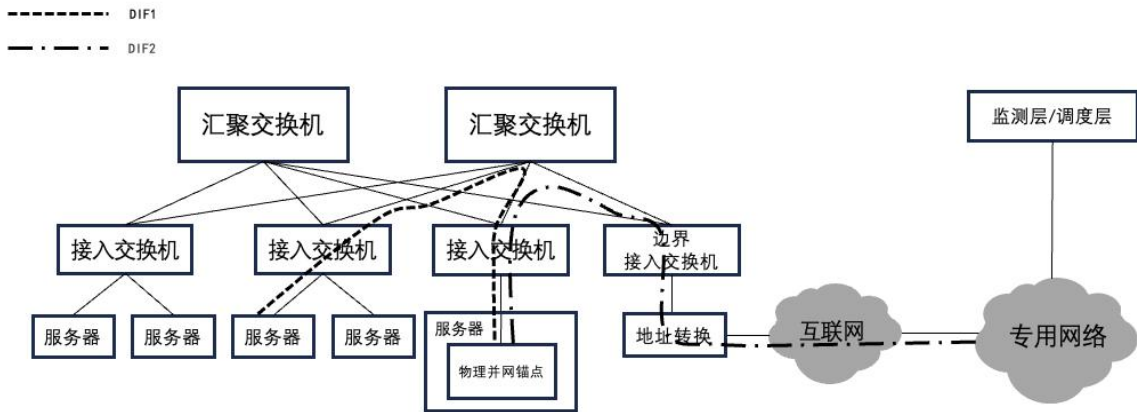 DIF1
DIF2
汇聚交换机
汇聚交换机
监测层/调度层
接入交换机
接入交换机
接入交换机
边界
接入交换机
服务器
服务器
服务器
服务器
服务器
物理并网锚点
地址转换
互联网
专用网络